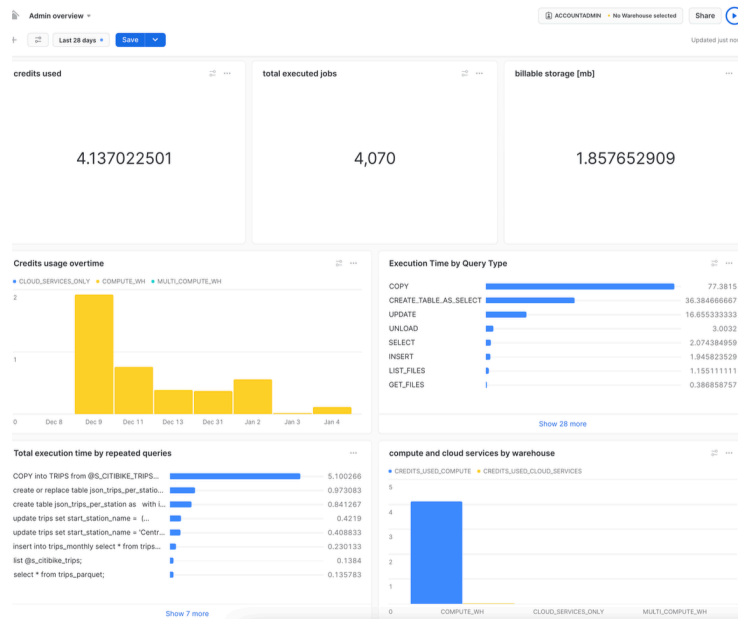 Admin overview
ACCOUNTADMIN • No Warehouse selected
Share
Last 28 days
Save
Updated just now
credits used
total executed jobs
billable storage [mb]
4.137022501
4,070
1.857652909
Credits usage overtime
CLOUD_SERVICES_ONLY COMPUTE_WH MULTI_COMPUTE_WH
2
1
0
Dec 8 Dec 9 Dec 11 Dec 13 Dec 31 Jan 2 Jan 3 Jan 4
Execution Time by Query Type
COPY 77.3815
CREATE_TABLE_AS_SELECT 36.384666667
UPDATE 16.655333333
UNLOAD 3.0032
SELECT 2.074384959
INSERT 1.945823529
LIST_FILES 1.155111111
GET_FILES 0.386858757
Show 28 more
Total execution time by repeated queries
COPY into TRIPS from @S_CITIBIKE_TRIPS... 5.100266
create or replace table json_trips_per_statio... 0.973083
create table json_trips_per_station as with i... 0.841267
update trips set start_station_name = (... 0.4219
update trips set start_station_name = 'Centr... 0.408833
insert into trips_monthly select * from trips... 0.230133
list @s_citibike_trips; 0.1384
select * from trips_parquet; 0.135783
Show 7 more
compute and cloud services by warehouse
CREDITS_USED_COMPUTE CREDITS_USED_CLOUD_SERVICES
5
4
3
2
1
0
COMPUTE_WH CLOUD_SERVICES_ONLY MULTI_COMPUTE_WH